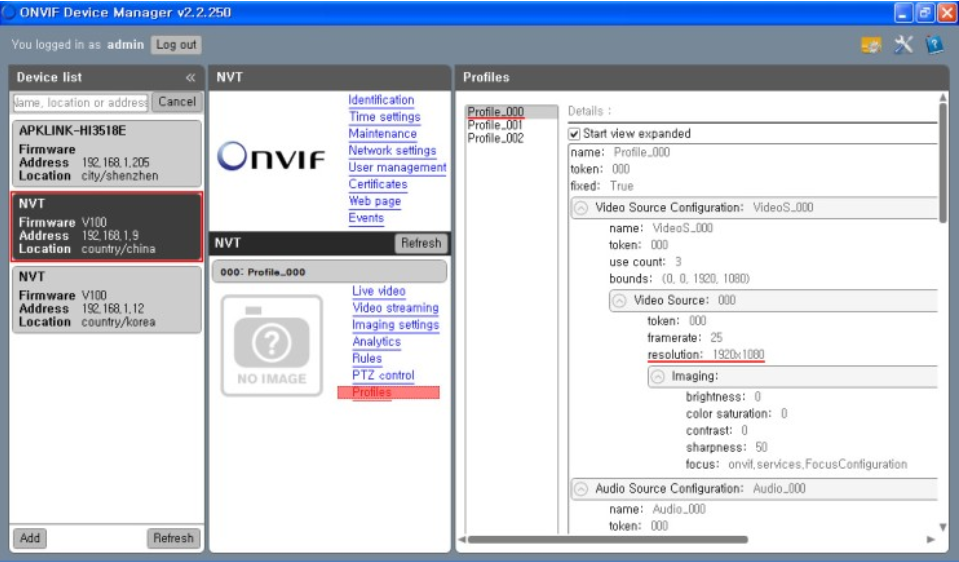 ONVIF Device Manager v2.2.250
You logged in as admin Log out
Device list «
Name, location or address Cancel
APKLINK-HI3518E
Firmware
Address 192.168.1.205
Location city/shenzhen
NVT
Firmware V100
Address 192.168.1.9
Location country/china
NVT
Firmware V100
Address 192.168.1.12
Location country/korea
Add Refresh
NVT
ONVIF
Identification
Time settings
Maintenance
Network settings
User management
Certificates
Web page
Events
NVT Refresh
000: Profile_000
NO IMAGE
Live video
Video streaming
Imaging settings
Analytics
Rules
PTZ control
Profiles
Profiles
Profile_000
Profile_001
Profile_002
Details :
Start view expanded
name: Profile_000
token: 000
fixed: True
Video Source Configuration: VideoS_000
name: VideoS_000
token: 000
use count: 3
bounds: (0, 0, 1920, 1080)
Video Source: 000
token: 000
framerate: 25
resolution: 1920x1080
Imaging:
brightness: 0
color saturation: 0
contrast: 0
sharpness: 50
focus: onvif.services.FocusConfiguration
Audio Source Configuration: Audio_000
name: Audio_000
token: 000